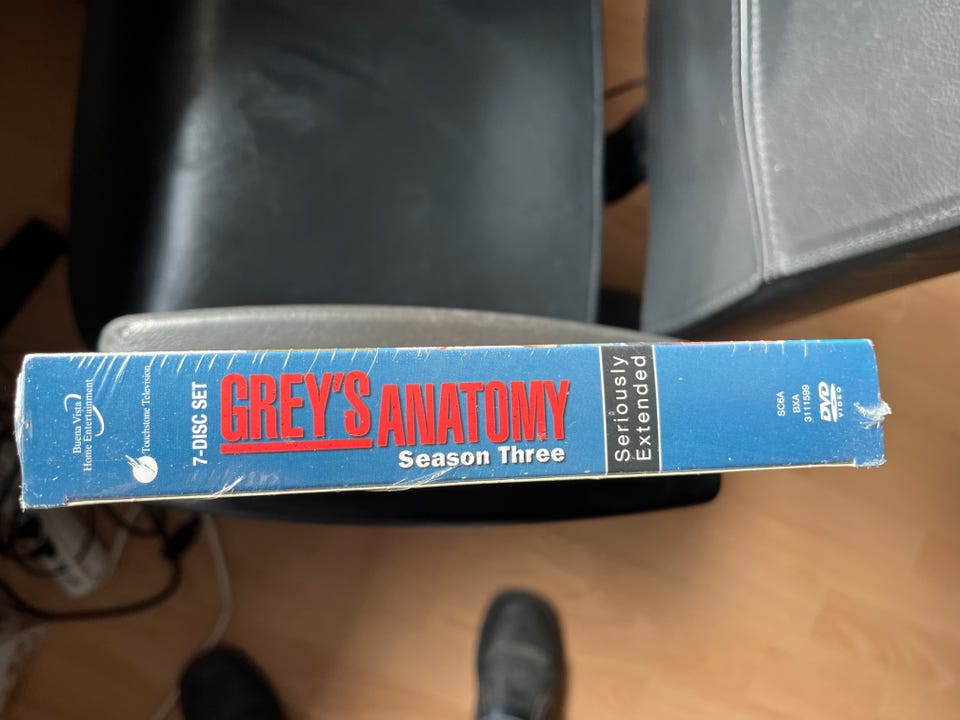 Buena Vista
Home Entertainment
Touchstone Television
7-DISC SET
GREY'S ANATOMY
Season Three
Seriously
Extended
SC6A
BXA
3111599
DVD
VIDEO